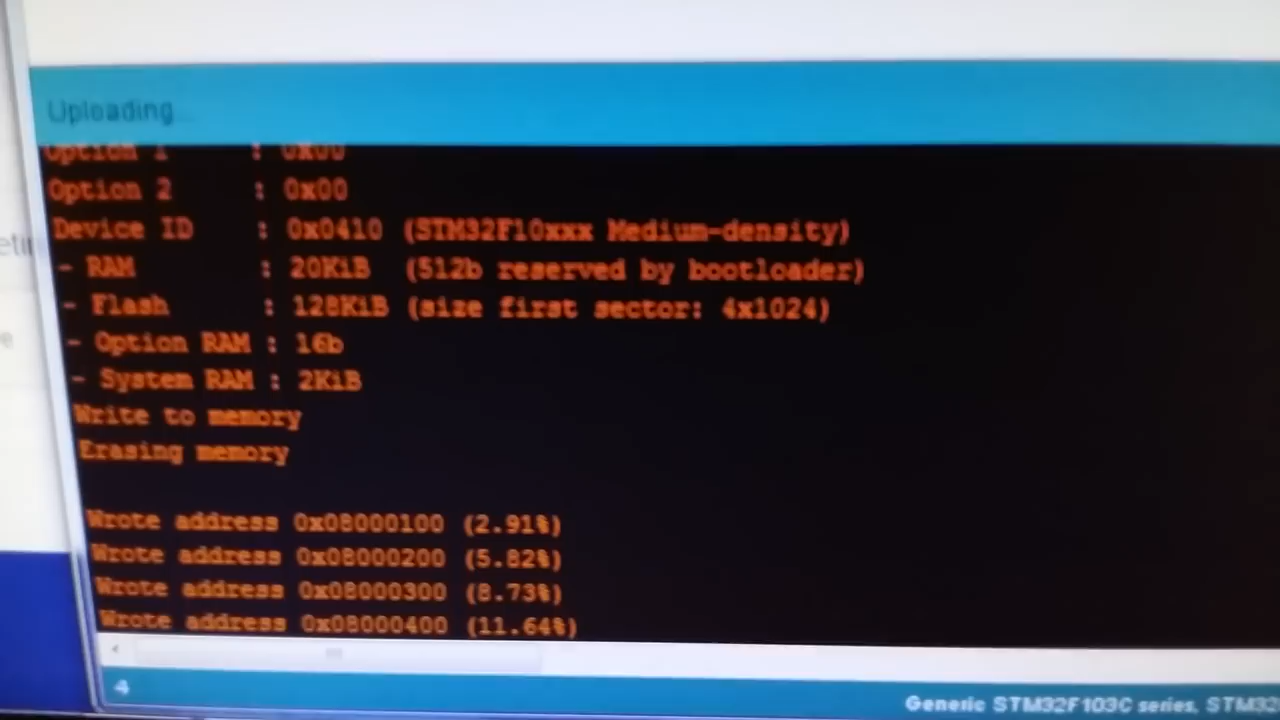 Uploading...
Option 1 : 0x00
Option 2 : 0x00
Device ID : 0x0410 (STM32F10xxx Medium-density)
- RAM : 20KiB (512b reserved by bootloader)
- Flash : 128KiB (size first sector: 4x1024)
- Option RAM : 16b
- System RAM : 2KiB
Write to memory
Erasing memory
Wrote address 0x08000100 (2.91%)
Wrote address 0x08000200 (5.82%)
Wrote address 0x08000300 (8.73%)
Wrote address 0x08000400 (11.64%)
4
Generic STM32F103C series, STM32